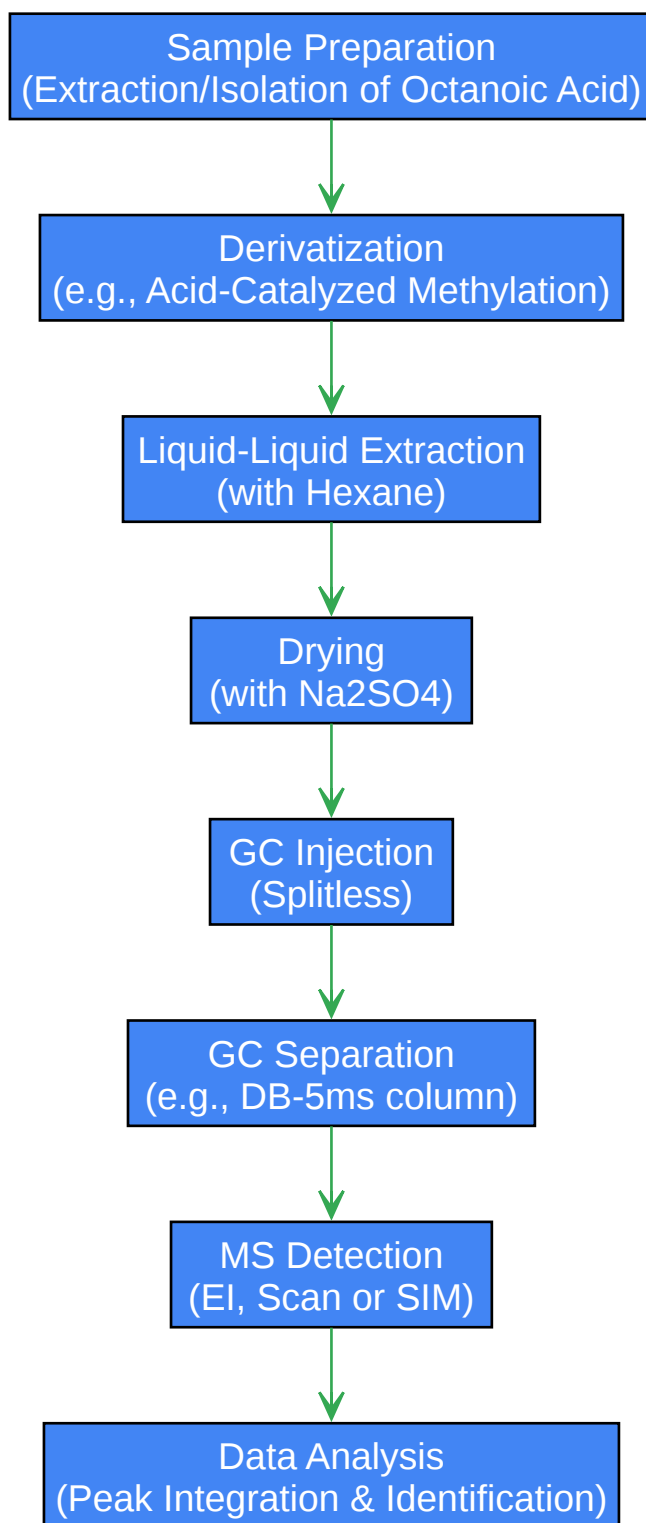 Sample Preparation
(Extraction/Isolation of Octanoic Acid)
Derivatization
(e.g., Acid-Catalyzed Methylation)
Liquid-Liquid Extraction
(with Hexane)
Drying
(with Na2SO4)
GC Injection
(Splitless)
GC Separation
(e.g., DB-5ms column)
MS Detection
(EI, Scan or SIM)
Data Analysis
(Peak Integration & Identification)